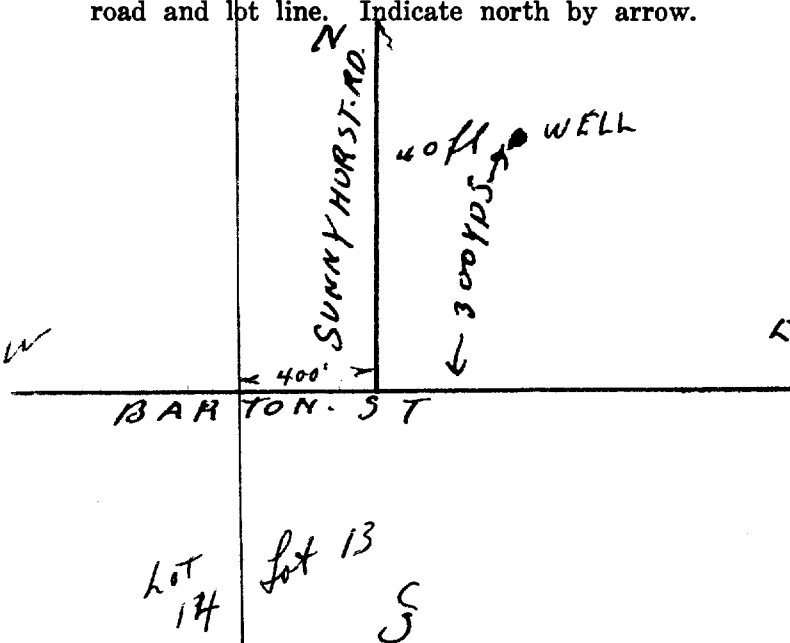 road and lot line. Indicate north by arrow.
N
SUNNYHURST. RD.
40 ft
WELL
300 YDS
W
400'
BARTON. ST
Lot 13
LOT
14
S